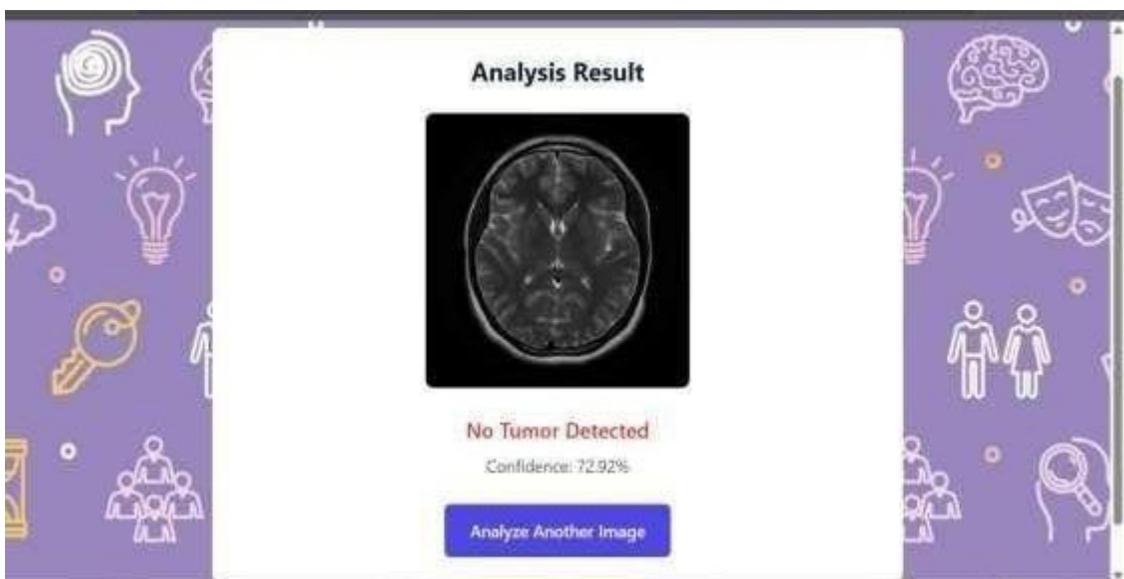 Analysis Result
No Tumor Detected
Confidence: 72.92%
Analyze Another Image